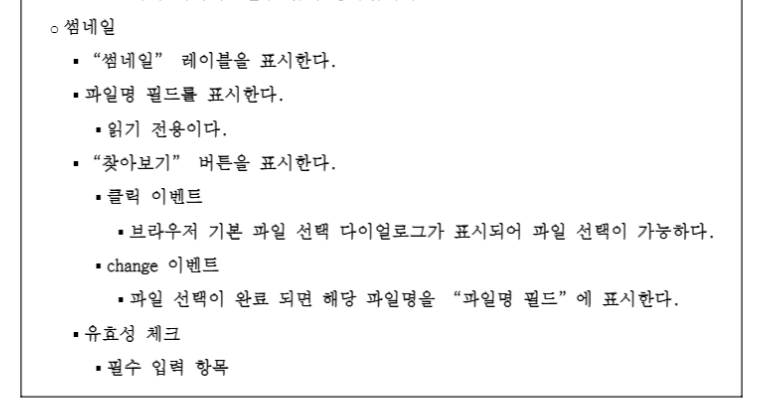 ○ 썸네일
▪ “썸네일” 레이블을 표시한다.
▪ 파일명 필드를 표시한다.
▪ 읽기 전용이다.
▪ “찾아보기” 버튼을 표시한다.
▪ 클릭 이벤트
▪ 브라우저 기본 파일 선택 다이얼로그가 표시되어 파일 선택이 가능하다.
▪ change 이벤트
▪ 파일 선택이 완료 되면 해당 파일명을 “파일명 필드”에 표시한다.
▪ 유효성 체크
▪ 필수 입력 항목